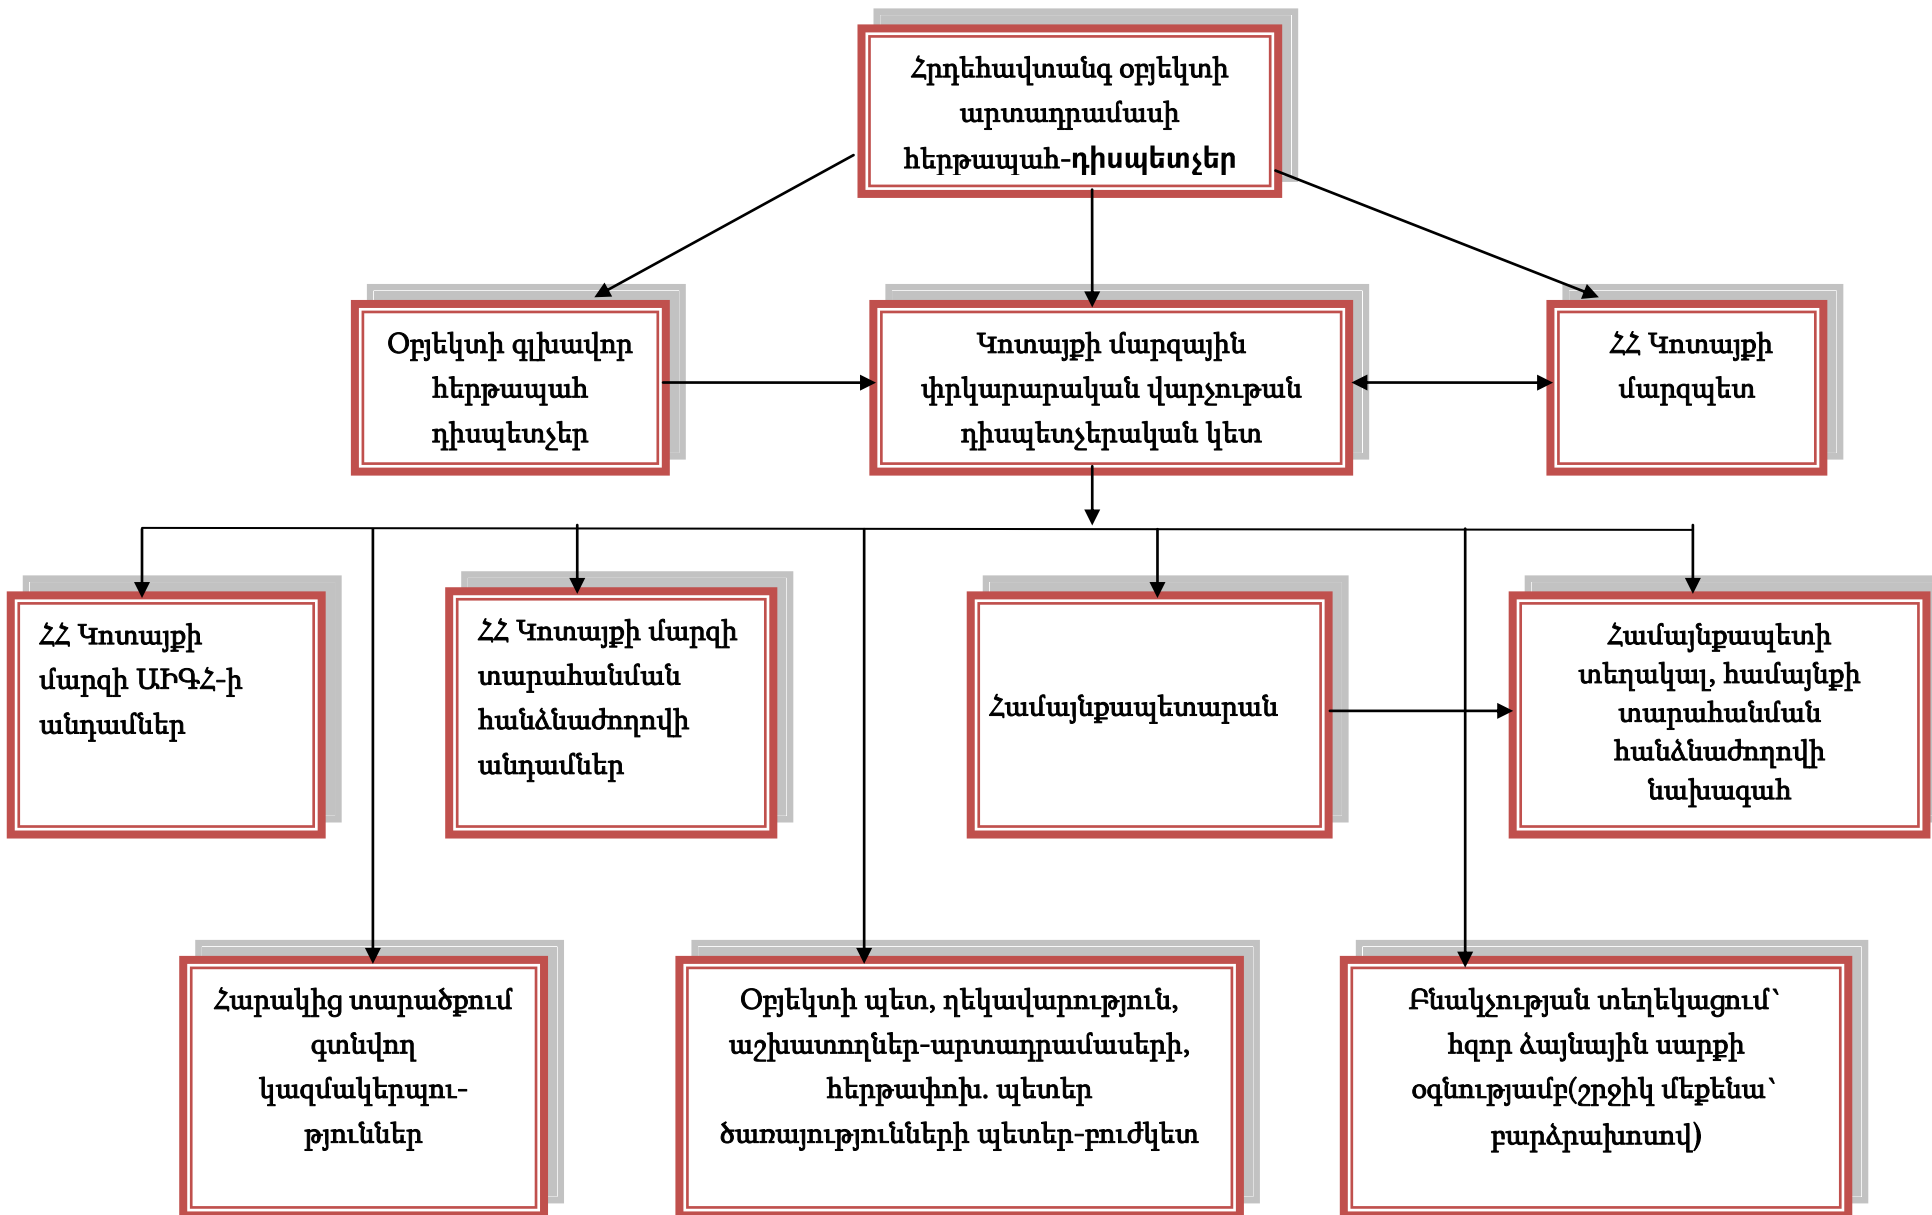 Հրդեհավտանգ օբյեկտի
արտադրամասի
հերթապահ-դիսպետչեր
Օբյեկտի գլխավոր
հերթապահ
դիսպետչեր
Կոտայքի մարզային
փրկարարական վարչութան
դիսպետչերական կետ
ՀՀ Կոտայքի
մարզպետ
ՀՀ Կոտայքի
մարզի ԱԻԳՀ-ի
անդամներ
ՀՀ Կոտայքի մարզի
տարահանման
հանձնաժողովի
անդամներ
Համայնքապետարան
Համայնքապետի
տեղակալ, համայնքի
տարահանման
հանձնաժողովի
նախագահ
Հարակից տարածքում
գտնվող
կազմակերպու-
թյուններ
Օբյեկտի պետ, ղեկավարություն,
աշխատողներ-արտադրամասերի,
հերթափոխ. պետեր
ծառայությունների պետեր-բուժկետ
Բնակչության տեղեկացում՝
հզոր ձայնային սարքի
օգնությամբ(շրջիկ մեքենա՝
բարձրախոսով)